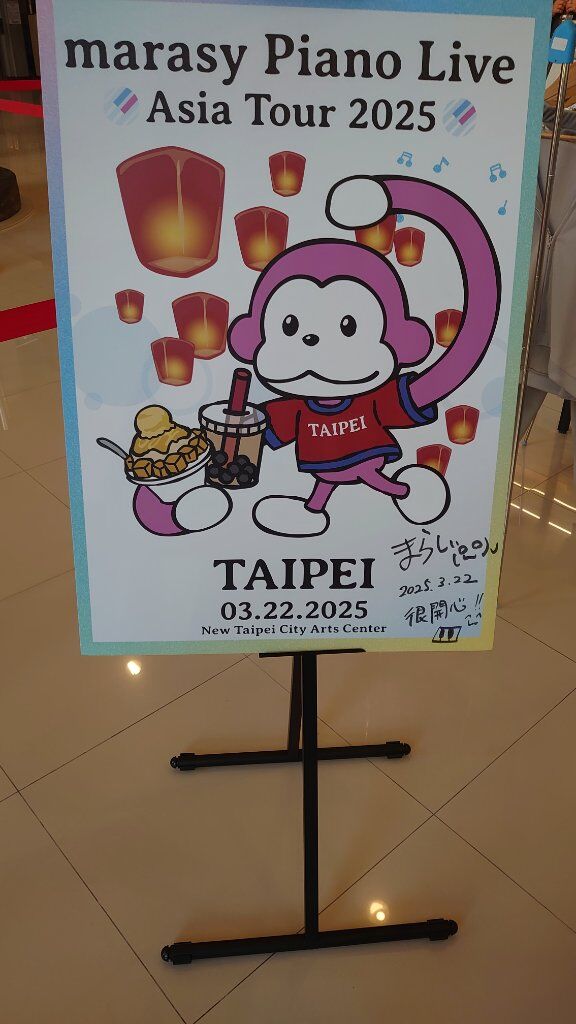 marasy Piano Live
Asia Tour 2025
TAIPEI
TAIPEI
03.22.2025
New Taipei City Arts Center
まらしぃ
2025.3.22
很開心!!